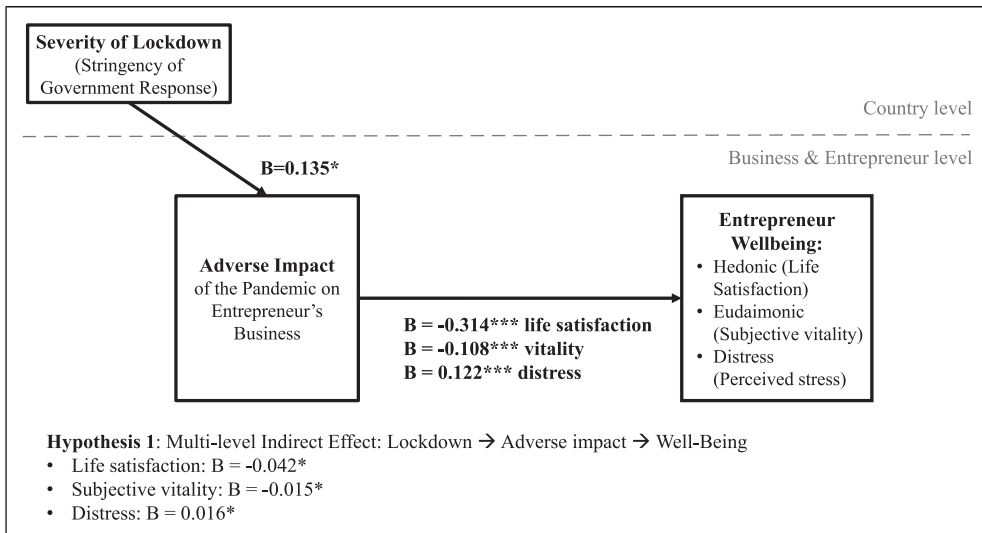 Severity of Lockdown
(Stringency of
Government Response)
Country level
Business & Entrepreneur level
B=0.135*
Adverse Impact
of the Pandemic on
Entrepreneur's
Business
B = -0.314*** life satisfaction
B = -0.108*** vitality
B = 0.122*** distress
Entrepreneur
Wellbeing:
• Hedonic (Life
Satisfaction)
• Eudaimonic
(Subjective vitality)
• Distress
(Perceived stress)
Hypothesis 1: Multi-level Indirect Effect: Lockdown → Adverse impact → Well-Being
• Life satisfaction: B = -0.042*
• Subjective vitality: B = -0.015*
• Distress: B = 0.016*